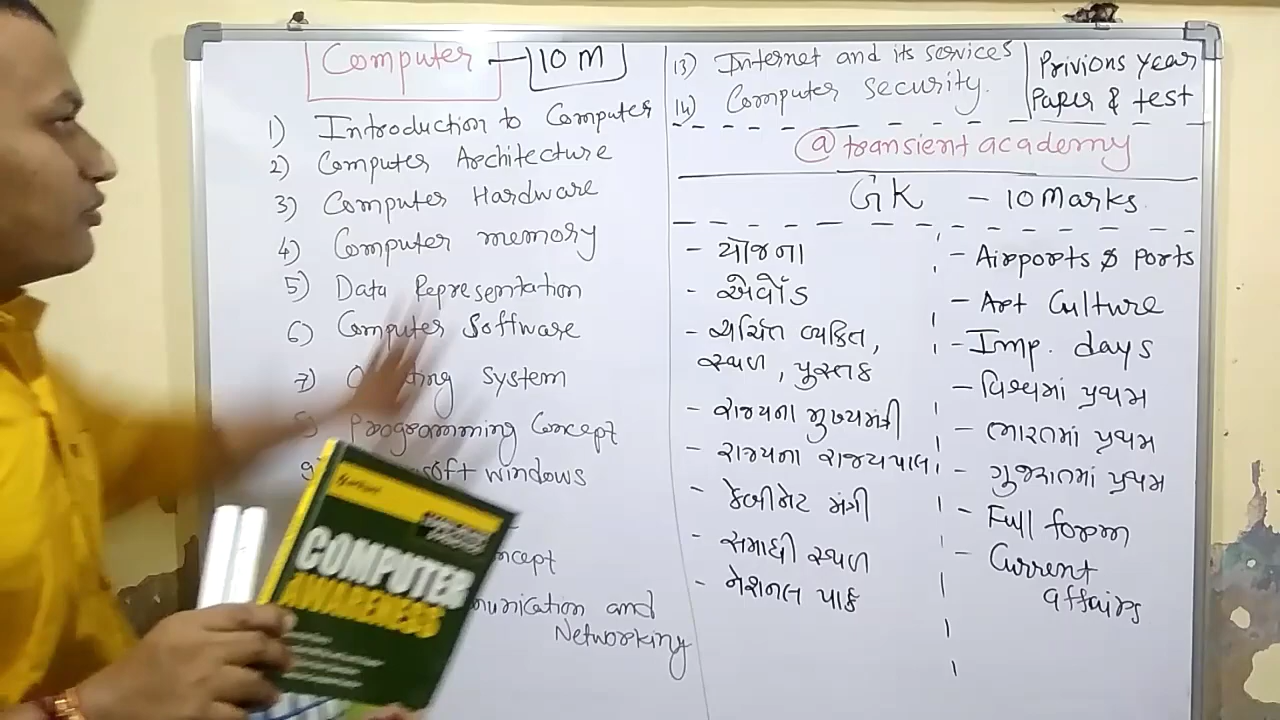 Computer — 10 M
1) Introduction to Computer
2) Computer Architecture
3) Computer Hardware
4) Computer memory
5) Data Representation
6) Computer Software
7) System
Programming Concept
9 soft windows
ncept
munication and
Networking
13) Internet and its services
14) Computer security.
Privions year
Paper & test
@transient academy
GK - 10 Marks
- યોજના
- એવોર્ડ
- ચર્ચિત વ્યકિત,
સ્થળ, પુસ્તક
- રાજ્યના મુખ્યમંત્રી
- રાજ્યના રાજ્યપાલ
- કેબીનેટ મંત્રી
- સમાધી સ્થળ
- નેશનલ પાર્ક
- Airports & Ports
- Art Culture
- Imp. days
- વિશ્વમાં પ્રથમ
- ભારતમાં પ્રથમ
- ગુજરાતમાં પ્રથમ
- Full form
- Current
affairs
COMPUTER
AWARENESS